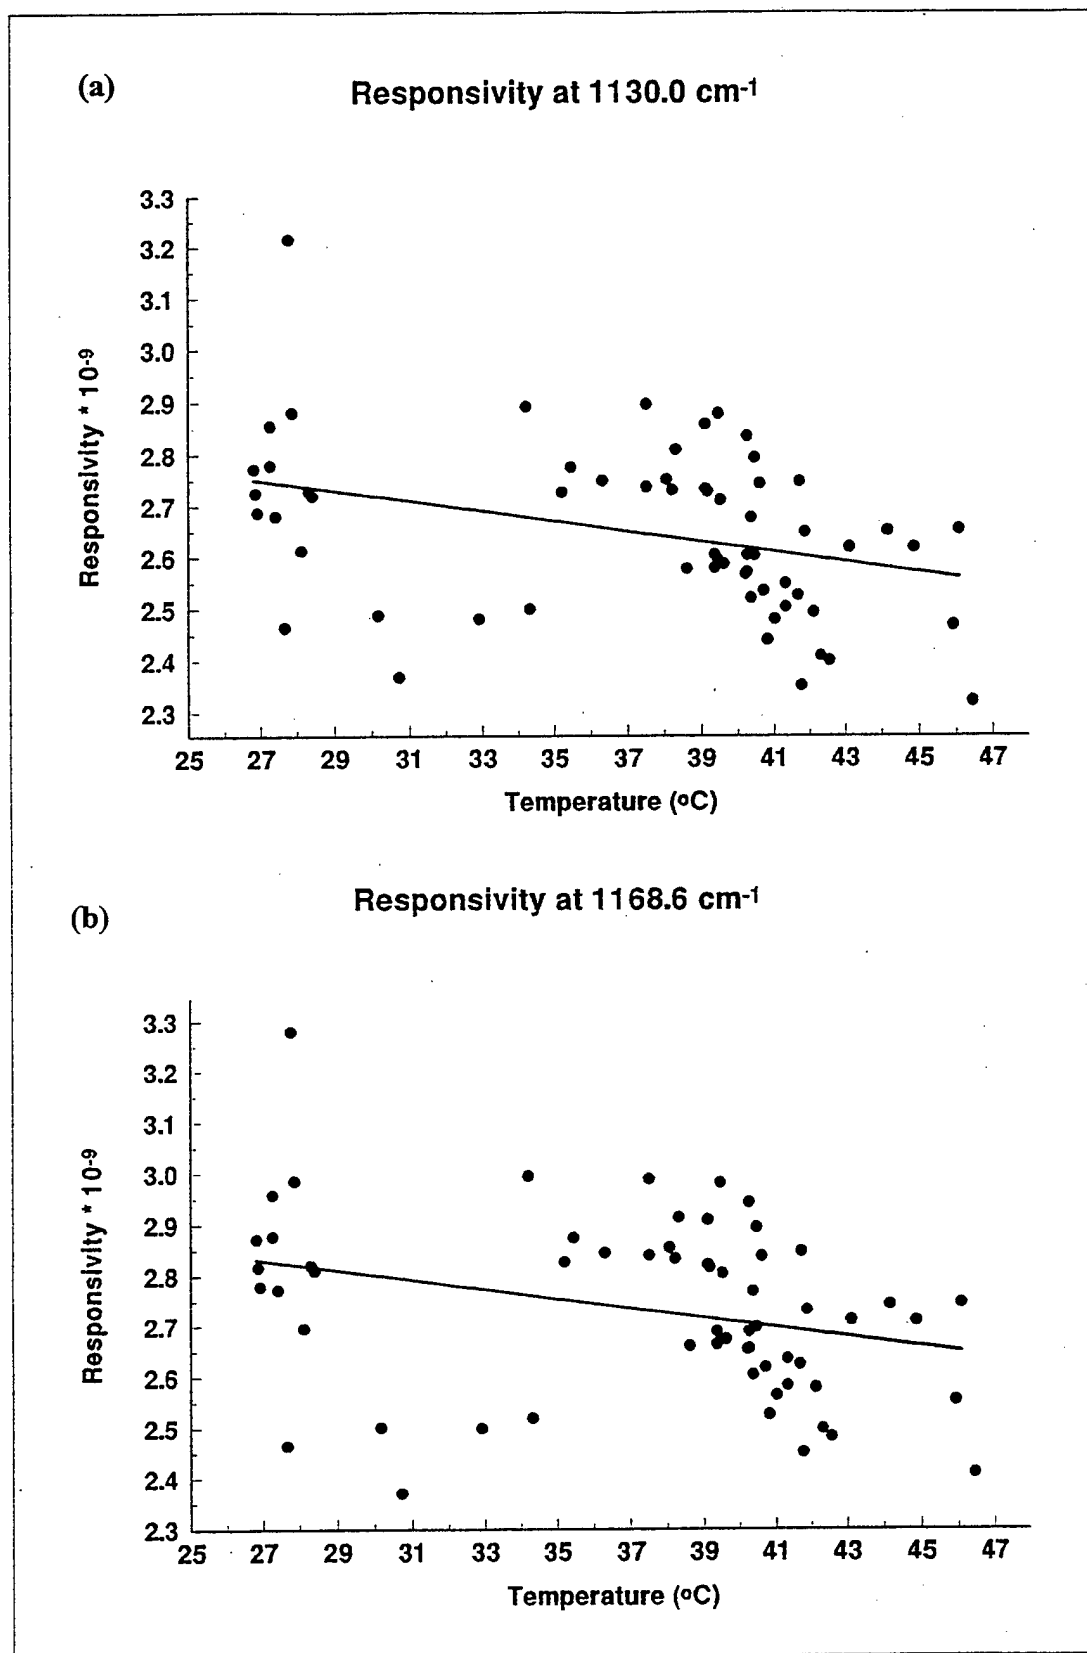 (a)
Responsivity at 1130.0 cm-1
3.3
3.2
3.1
3.0
2.9
2.8
2.7
2.6
2.5
2.4
2.3
Responsivity * 10-9
25 27 29 31 33 35 37 39 41 43 45 47
Temperature (oC)
(b)
Responsivity at 1168.6 cm-1
3.3
3.2
3.1
3.0
2.9
2.8
2.7
2.6
2.5
2.4
2.3
Responsivity * 10-9
25 27 29 31 33 35 37 39 41 43 45 47
Temperature (oC)